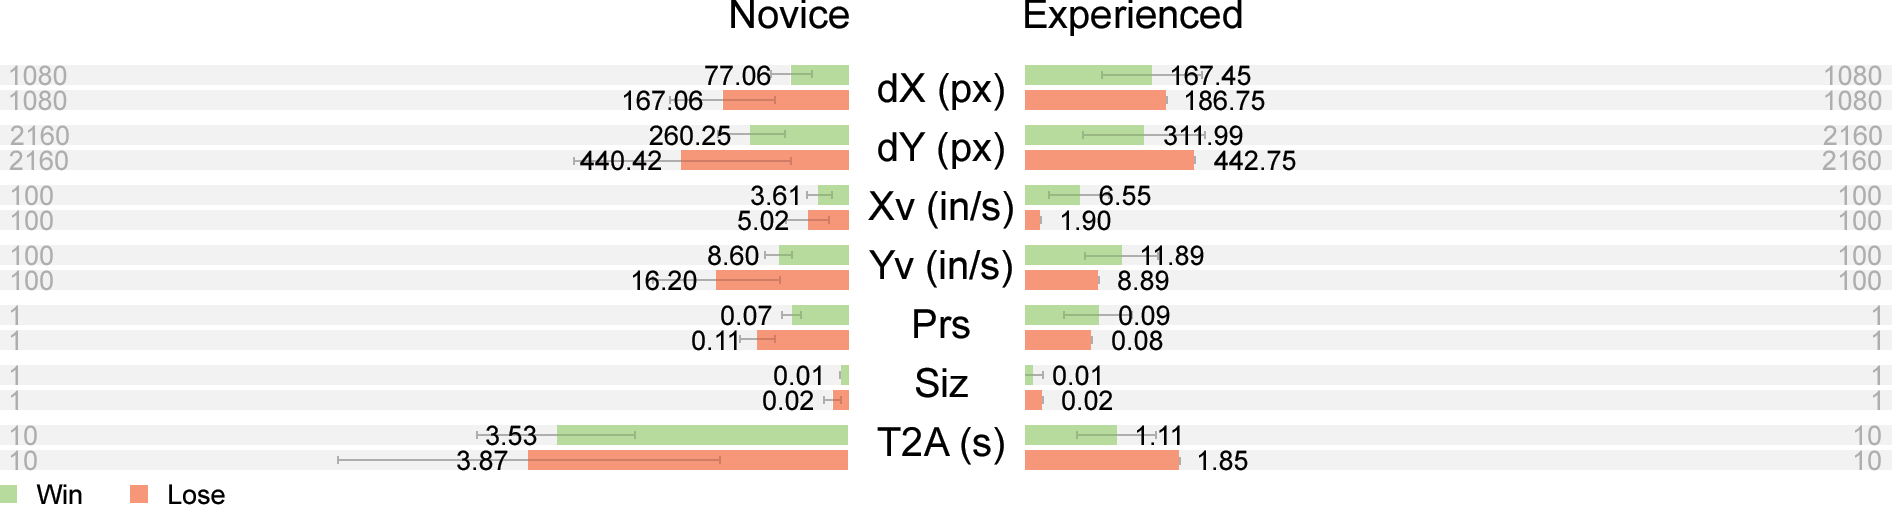 Novice Experienced
1080 77.06 dX (px) 167.45 1080
1080 167.06 186.75 1080
2160 260.25 dY (px) 311.99 2160
2160 440.42 442.75 2160
100 3.61 Xv (in/s) 6.55 100
100 5.02 1.90 100
100 8.60 Yv (in/s) 11.89 100
100 16.20 8.89 100
1 0.07 Prs 0.09 1
1 0.11 0.08 1
1 0.01 Siz 0.01 1
1 0.02 0.02 1
10 3.53 T2A (s) 1.11 10
10 3.87 1.85 10
Win Lose